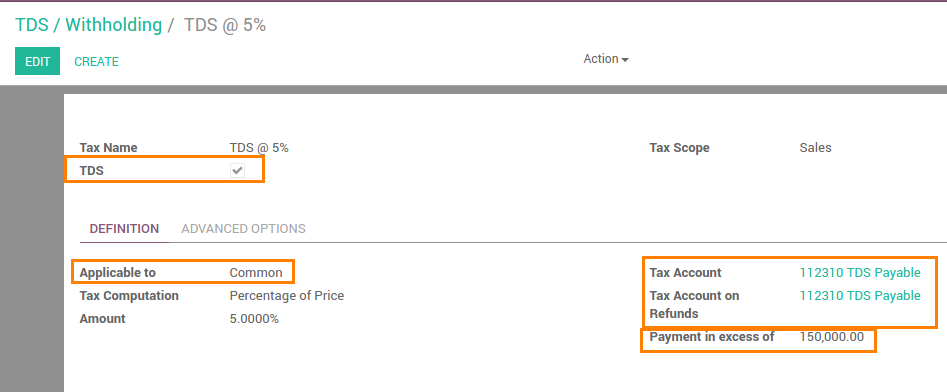 TDS / Withholding / TDS @ 5%
EDIT CREATE Action
Tax Name TDS @ 5% Tax Scope Sales
TDS
DEFINITION ADVANCED OPTIONS
Applicable to Common Tax Account 112310 TDS Payable
Tax Computation Percentage of Price Tax Account on 112310 TDS Payable
Refunds
Amount 5.0000%
Payment in excess of 150,000.00